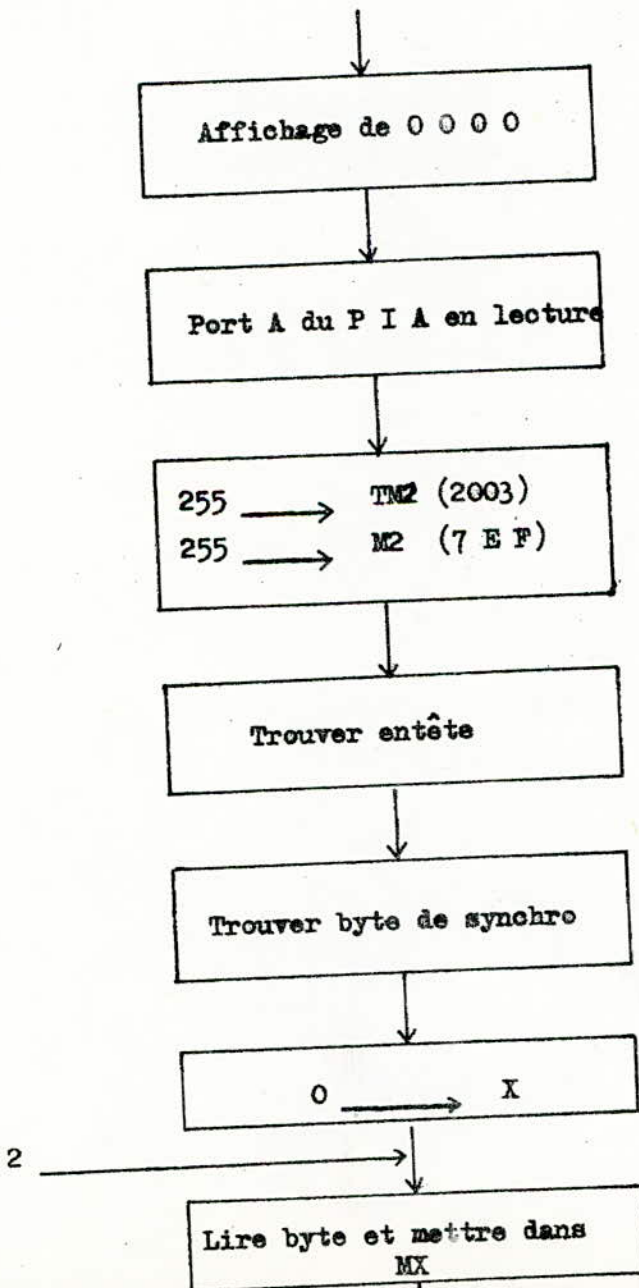 Affichage de 0 0 0 0
Port A du P I A en lecture
255 → TM2 (2003)
255 → M2 (7 E F)
Trouver entête
Trouver byte de synchro
0 → X
2
Lire byte et mettre dans
MX